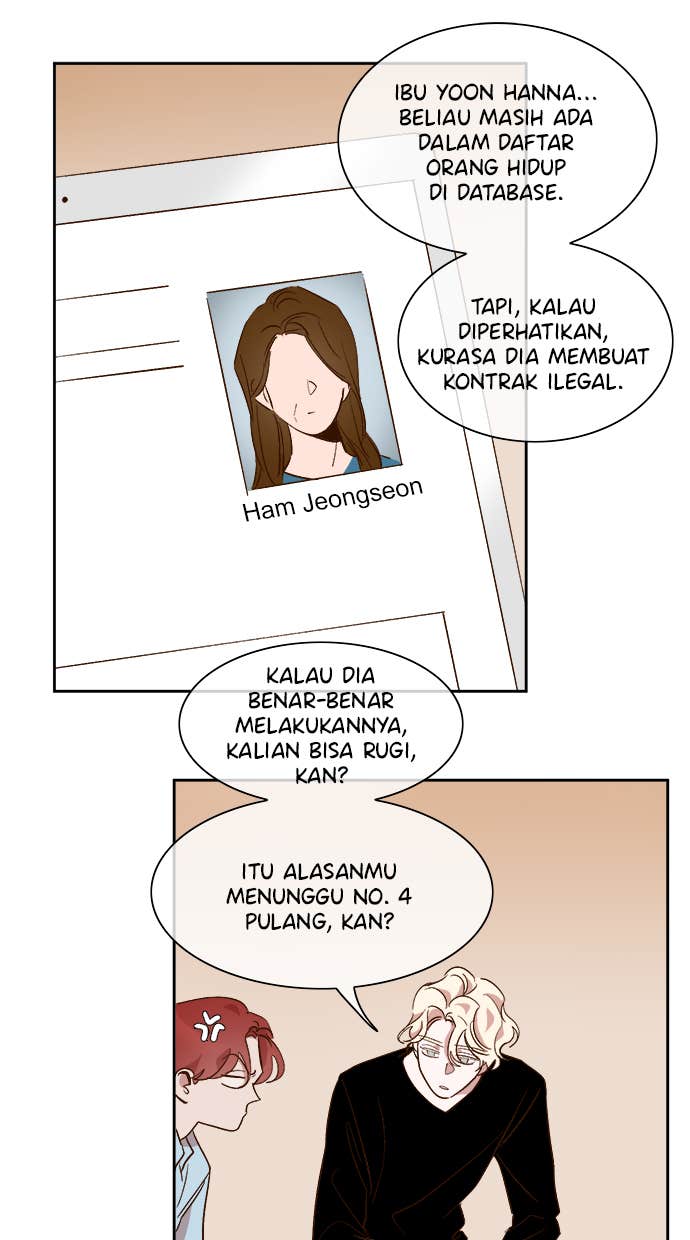 IBU YOON HANNA...
BELIAU MASIH ADA
DALAM DAFTAR
ORANG HIDUP
DI DATABASE.
TAPI, KALAU
DIPERHATIKAN,
KURASA DIA MEMBUAT
KONTRAK ILEGAL.
Ham Jeongseon
KALAU DIA
BENAR-BENAR
MELAKUKANNYA,
KALIAN BISA RUGI,
KAN?
ITU ALASANMU
MENUNGGU NO. 4
PULANG, KAN?